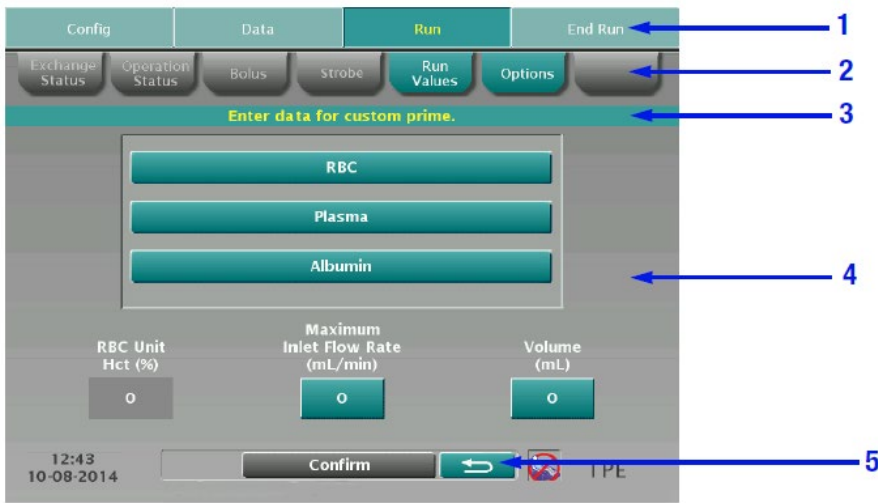 Config Data Run End Run 1
Exchange Status Operation Status Bolus Strobe Run Values Options 2
Enter data for custom prime. 3
RBC
Plasma
Albumin
4
RBC Unit Hct (%) Maximum Inlet Flow Rate (mL/min) Volume (mL)
0 0 0
12:43
10-08-2014
Confirm TPE 5